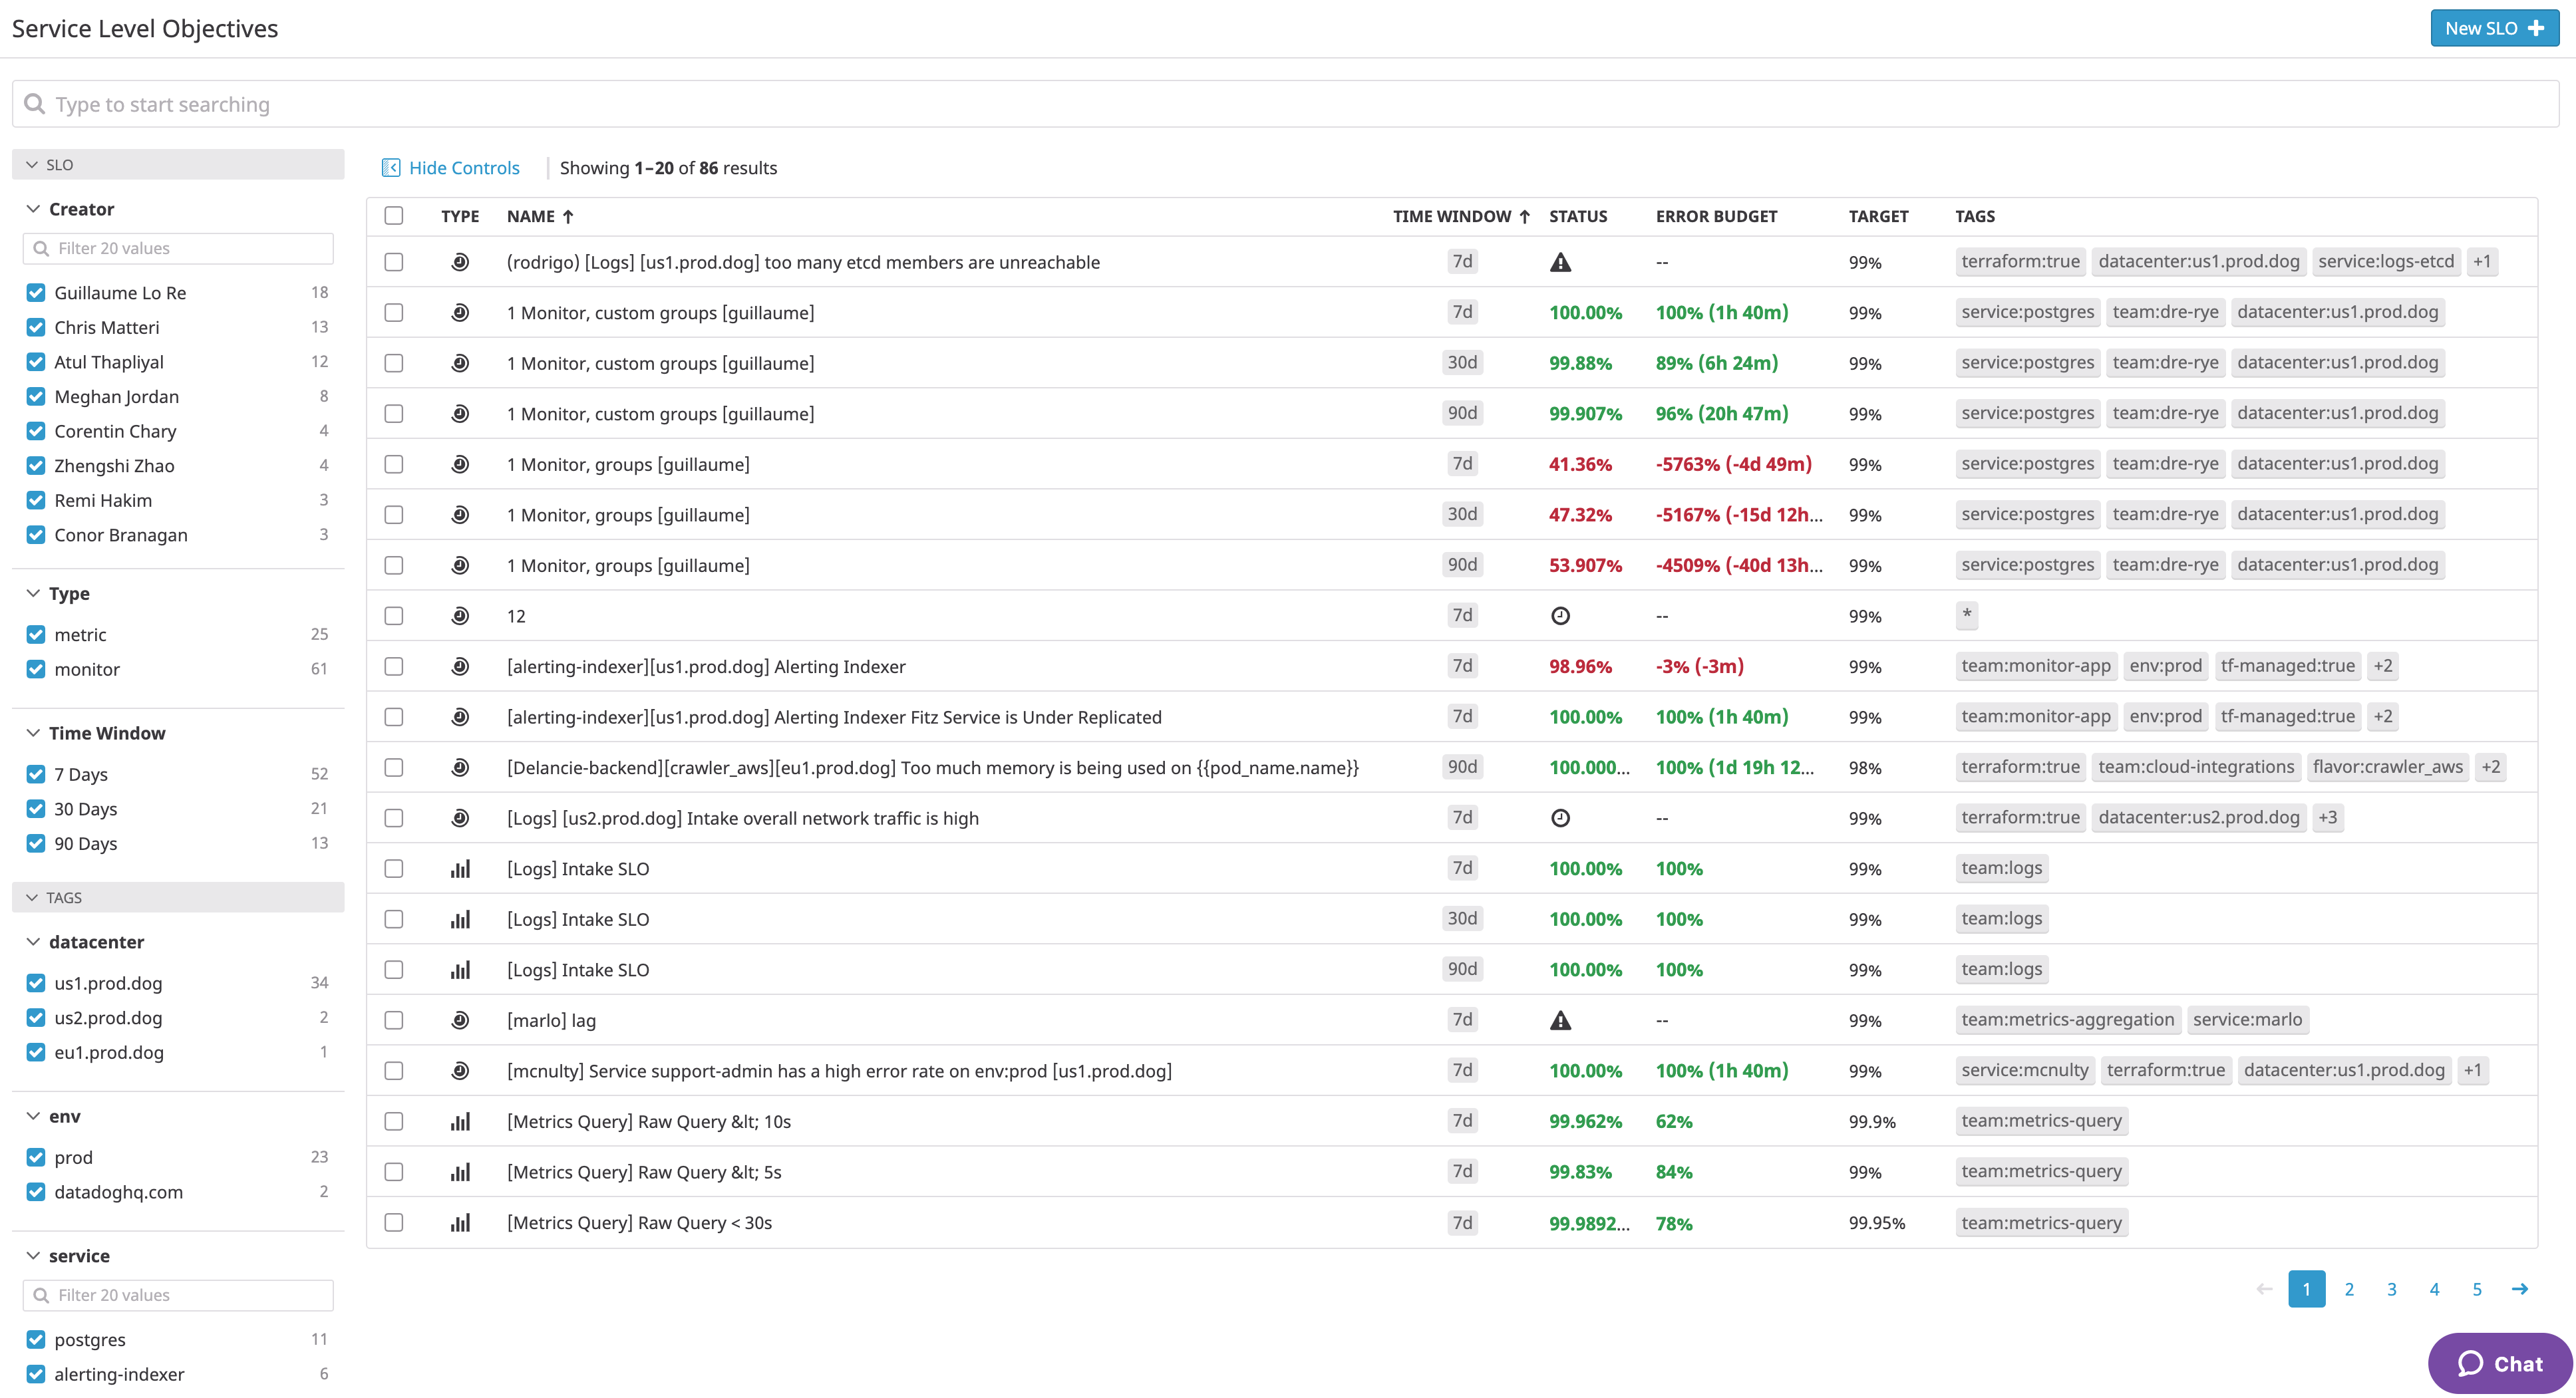 Service Level Objectives
New SLO
Type to start searching
SLO
Creator
Filter 20 values
Guillaume Lo Re 18
Chris Matteri 13
Atul Thapliyal 12
Meghan Jordan 8
Corentin Chary 4
Zhengshi Zhao 4
Remi Hakim 3
Conor Branagan 3
Type
metric 25
monitor 61
Time Window
7 Days 52
30 Days 21
90 Days 13
TAGS
datacenter
us1.prod.dog 34
us2.prod.dog 2
eu1.prod.dog 1
env
prod 23
datadoghq.com 2
service
Filter 20 values
postgres 11
alerting-indexer 6
Hide Controls Showing 1–20 of 86 results
TYPE NAME ↑ TIME WINDOW ↑ STATUS ERROR BUDGET TARGET TAGS
(rodrigo) [Logs] [us1.prod.dog] too many etcd members are unreachable 7d -- 99% terraform:true datacenter:us1.prod.dog service:logs-etcd +1
1 Monitor, custom groups [guillaume] 7d 100.00% 100% (1h 40m) 99% service:postgres team:dre-rye datacenter:us1.prod.dog
1 Monitor, custom groups [guillaume] 30d 99.88% 89% (6h 24m) 99% service:postgres team:dre-rye datacenter:us1.prod.dog
1 Monitor, custom groups [guillaume] 90d 99.907% 96% (20h 47m) 99% service:postgres team:dre-rye datacenter:us1.prod.dog
1 Monitor, groups [guillaume] 7d 41.36% -5763% (-4d 49m) 99% service:postgres team:dre-rye datacenter:us1.prod.dog
1 Monitor, groups [guillaume] 30d 47.32% -5167% (-15d 12h... 99% service:postgres team:dre-rye datacenter:us1.prod.dog
1 Monitor, groups [guillaume] 90d 53.907% -4509% (-40d 13h... 99% service:postgres team:dre-rye datacenter:us1.prod.dog
12 7d -- 99% *
[alerting-indexer][us1.prod.dog] Alerting Indexer 7d 98.96% -3% (-3m) 99% team:monitor-app env:prod tf-managed:true +2
[alerting-indexer][us1.prod.dog] Alerting Indexer Fitz Service is Under Replicated 7d 100.00% 100% (1h 40m) 99% team:monitor-app env:prod tf-managed:true +2
[Delancie-backend][crawler_aws][eu1.prod.dog] Too much memory is being used on {{pod_name.name}} 90d 100.000... 100% (1d 19h 12... 98% terraform:true team:cloud-integrations flavor:crawler_aws +2
[Logs] [us2.prod.dog] Intake overall network traffic is high 7d -- 99% terraform:true datacenter:us2.prod.dog +3
[Logs] Intake SLO 7d 100.00% 100% 99% team:logs
[Logs] Intake SLO 30d 100.00% 100% 99% team:logs
[Logs] Intake SLO 90d 100.00% 100% 99% team:logs
[marlo] lag 7d -- 99% team:metrics-aggregation service:marlo
[mcnulty] Service support-admin has a high error rate on env:prod [us1.prod.dog] 7d 100.00% 100% (1h 40m) 99% service:mcnulty terraform:true datacenter:us1.prod.dog +1
[Metrics Query] Raw Query &lt; 10s 7d 99.962% 62% 99.9% team:metrics-query
[Metrics Query] Raw Query &lt; 5s 7d 99.83% 84% 99% team:metrics-query
[Metrics Query] Raw Query < 30s 7d 99.9892... 78% 99.95% team:metrics-query
← 1 2 3 4 5 →
Chat